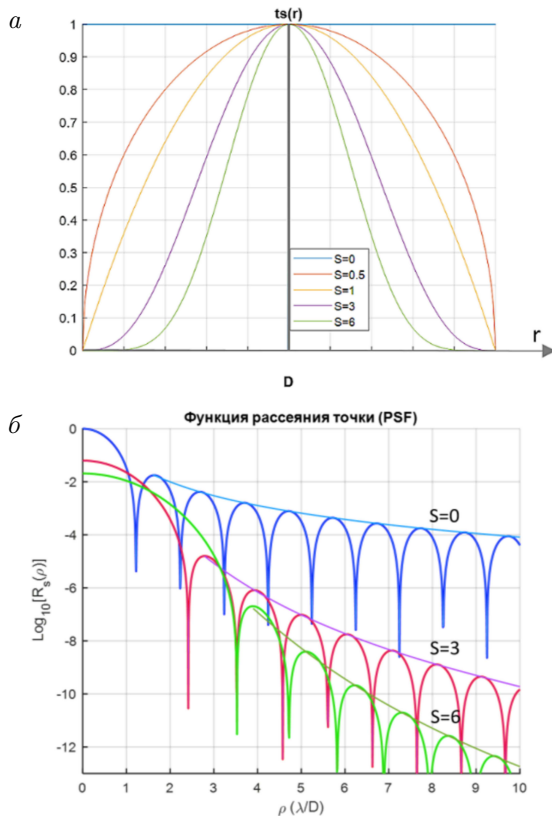 а
ts(r)
1
0.9
0.8
0.7
0.6
0.5
0.4
0.3
0.2
0.1
0
S=0
S=0.5
S=1
S=3
S=6
r
D
б
Функция рассеяния точки (PSF)
0
-2
-4
-6
-8
-10
-12
Log10[Rs(ρ)]
S=0
S=3
S=6
0 1 2 3 4 5 6 7 8 9 10
ρ (λ/D)